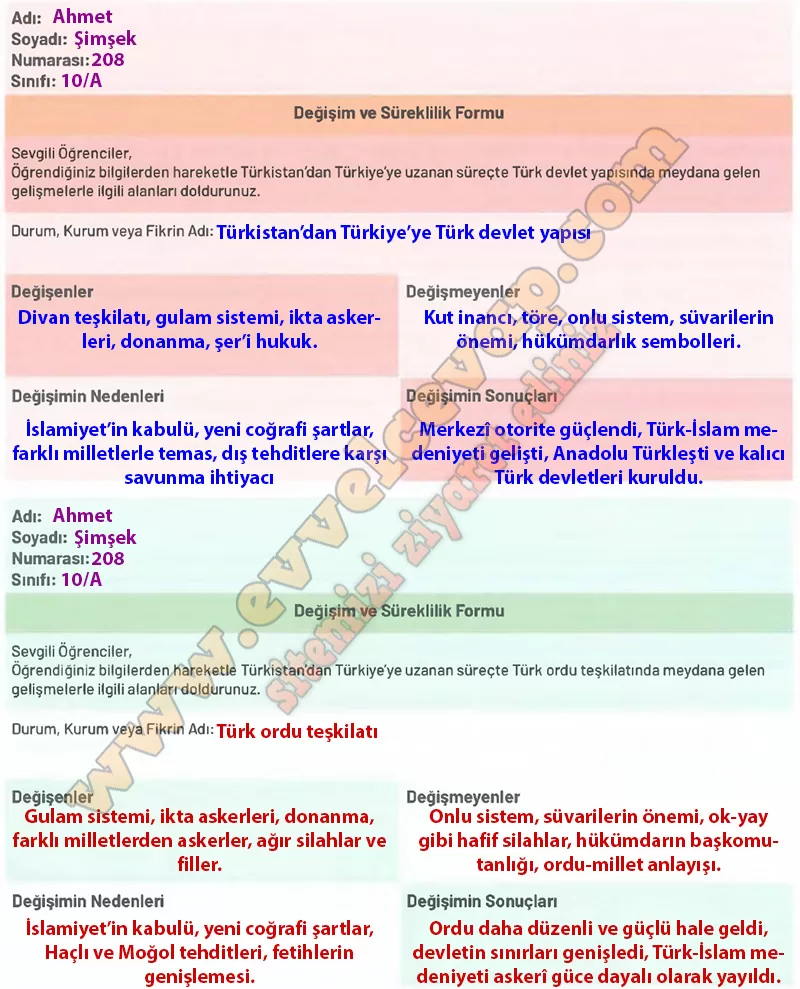 Adı: Ahmet
Soyadı: Şimşek
Numarası: 208
Sınıfı: 10/A
Değişim ve Süreklilik Formu
Sevgili Öğrenciler,
Öğrendiğiniz bilgilerden hareketle Türkistan'dan Türkiye'ye uzanan süreçte Türk devlet yapısında meydana gelen
gelişmelerle ilgili alanları doldurunuz.
Durum, Kurum veya Fikrin Adı: Türkistan'dan Türkiye'ye Türk devlet yapısı
Değişenler
Divan teşkilatı, gulam sistemi, ikta asker-
leri, donanma, şer'i hukuk.
Değişmeyenler
Kut inancı, töre, onlu sistem, süvarilerin
önemi, hükümdarlık sembolleri.
Değişimin Nedenleri
İslamiyet'in kabulü, yeni coğrafi şartlar,
farklı milletlerle temas, dış tehditlere karşı
savunma ihtiyacı
Değişimin Sonuçları
Merkezî otorite güçlendi, Türk-İslam me-
deniyeti gelişti, Anadolu Türkleşti ve kalıcı
Türk devletleri kuruldu.
Adı: Ahmet
Soyadı: Şimşek
Numarası: 208
Sınıfı: 10/A
Değişim ve Süreklilik Formu
Sevgili Öğrenciler,
Öğrendiğiniz bilgilerden hareketle Türkistan'dan Türkiye'ye uzanan süreçte Türk ordu teşkilatında meydana gelen
gelişmelerle ilgili alanları doldurunuz.
Durum, Kurum veya Fikrin Adı: Türk ordu teşkilatı
Değişenler
Gulam sistemi, ikta askerleri, donanma,
farklı milletlerden askerler, ağır silahlar ve
filler.
Değişmeyenler
Onlu sistem, süvarilerin önemi, ok-yay
gibi hafif silahlar, hükümdarın başkomu-
tanlığı, ordu-millet anlayışı.
Değişimin Nedenleri
İslamiyet'in kabulü, yeni coğrafi şartlar,
Haçlı ve Moğol tehditleri, fetihlerin
genişlemesi.
Değişimin Sonuçları
Ordu daha düzenli ve güçlü hale geldi,
devletin sınırları genişledi, Türk-İslam me-
deniyeti askerî güce dayalı olarak yayıldı.
www.evvelcevap.com
sitemizi ziyaret ediniz